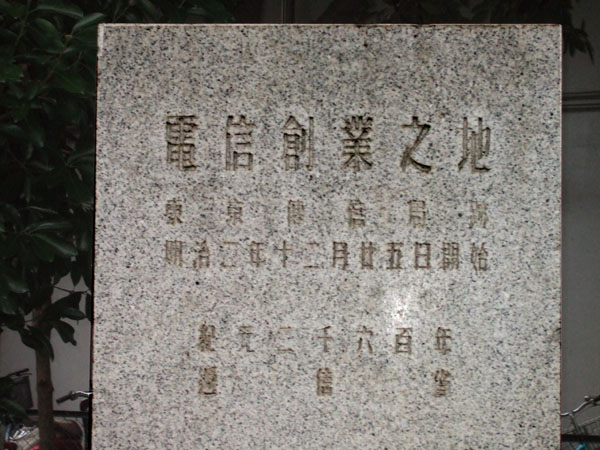 電信創業之地
東京傳信局跡
明治二年十二月廿五日開始
紀元二千六百年
遞信省